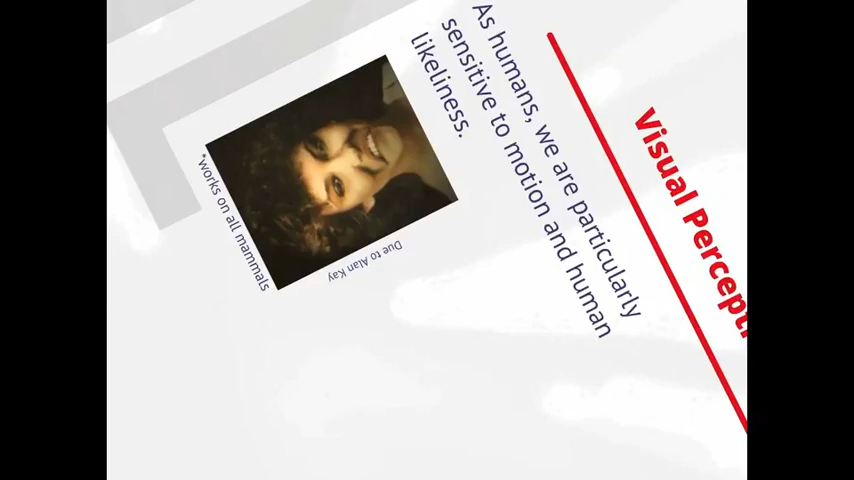 Visual Percepti
As humans, we are particularly
sensitive to motion and human
likeliness.
Due to Alan Kay
*works on all mammals